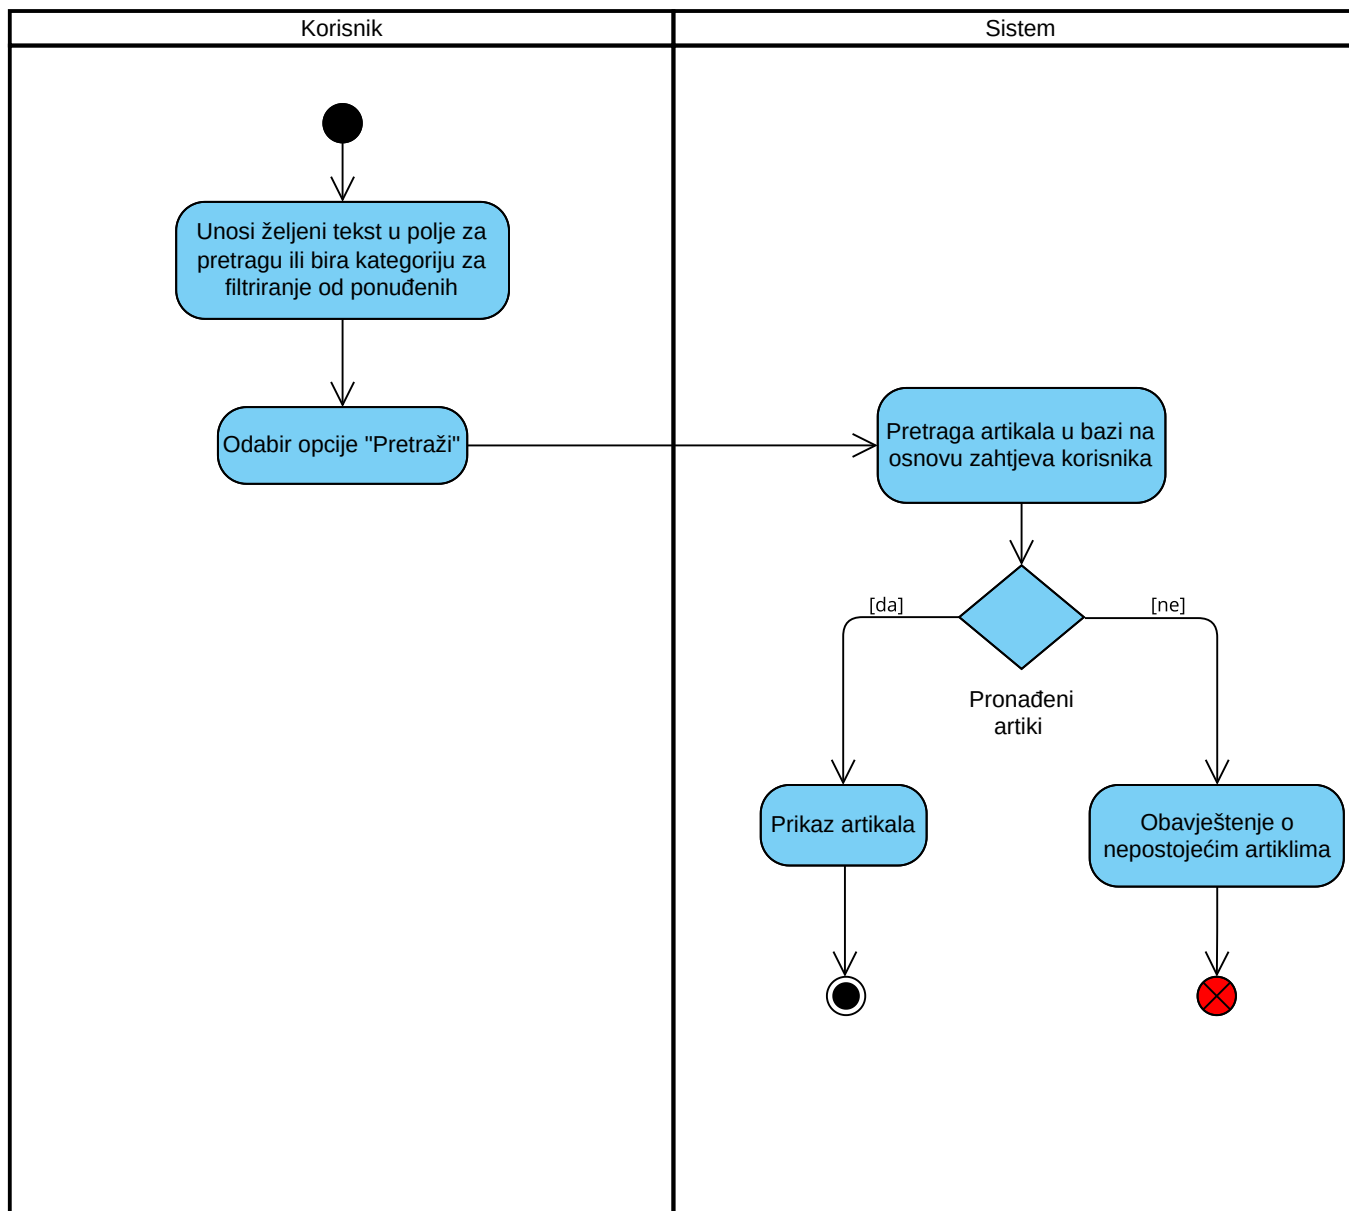 Korisnik
Sistem
Unosi željeni tekst u polje za
pretragu ili bira kategoriju za
filtriranje od ponuđenih
Odabir opcije "Pretraži"
Pretraga artikala u bazi na
osnovu zahtjeva korisnika
[da]
[ne]
Pronađeni
artiki
Prikaz artikala
Obavještenje o
nepostojećim artiklima